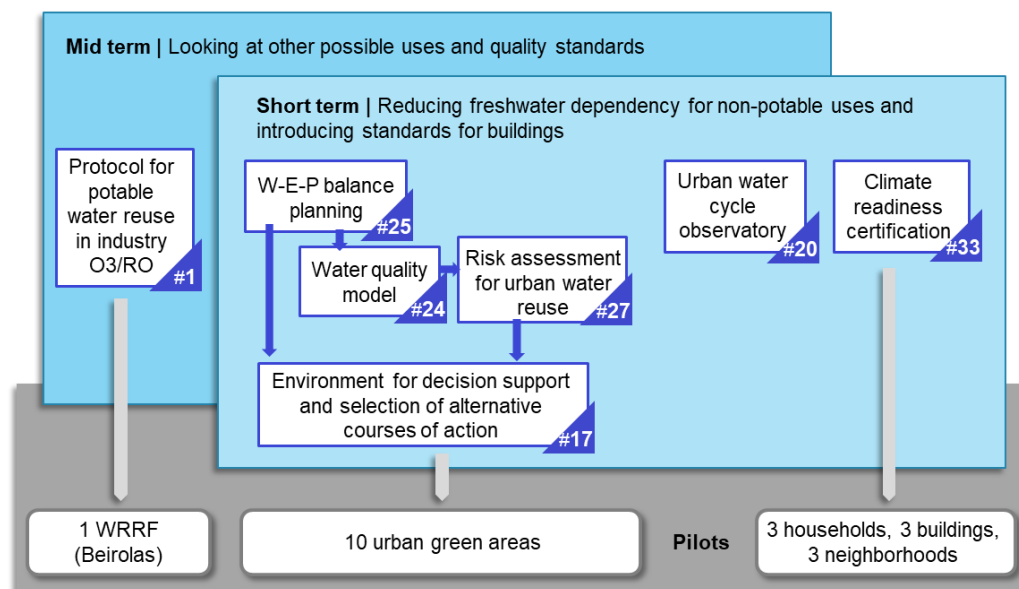 Mid term | Looking at other possible uses and quality standards
Short term | Reducing freshwater dependency for non-potable uses and
introducing standards for buildings
Protocol for
potable
water reuse
in industry
O3/RO
#1
W-E-P balance
planning
#25
Water quality
model
#24
Risk assessment
for urban water
reuse
#27
Urban water
cycle
observatory
#20
Climate
readiness
certification
#33
Environment for decision support
and selection of alternative
courses of action
#17
1 WRRF
(Beirolas)
10 urban green areas
Pilots
3 households, 3 buildings,
3 neighborhoods